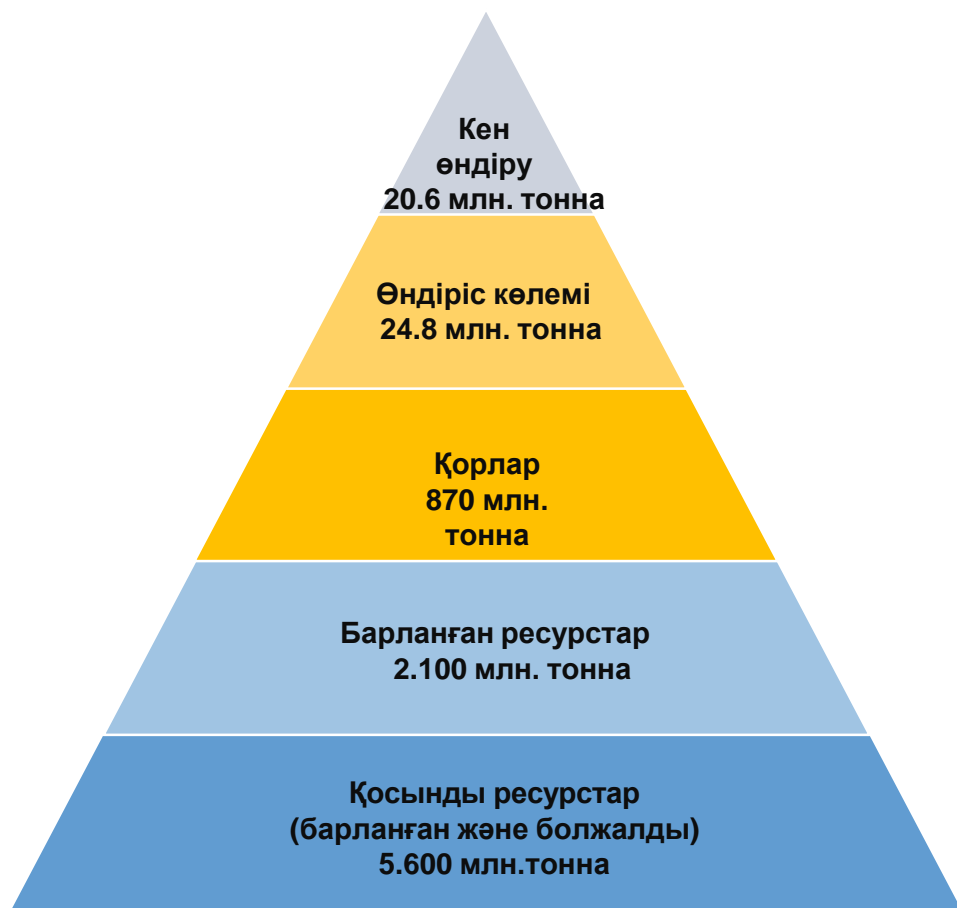 Кен
өндіру
20.6 млн. тонна
Өндіріс көлемі
24.8 млн. тонна
Қорлар
870 млн.
тонна
Барланған ресурстар
2.100 млн. тонна
Қосынды ресурстар
(барланған және болжалды)
5.600 млн.тонна